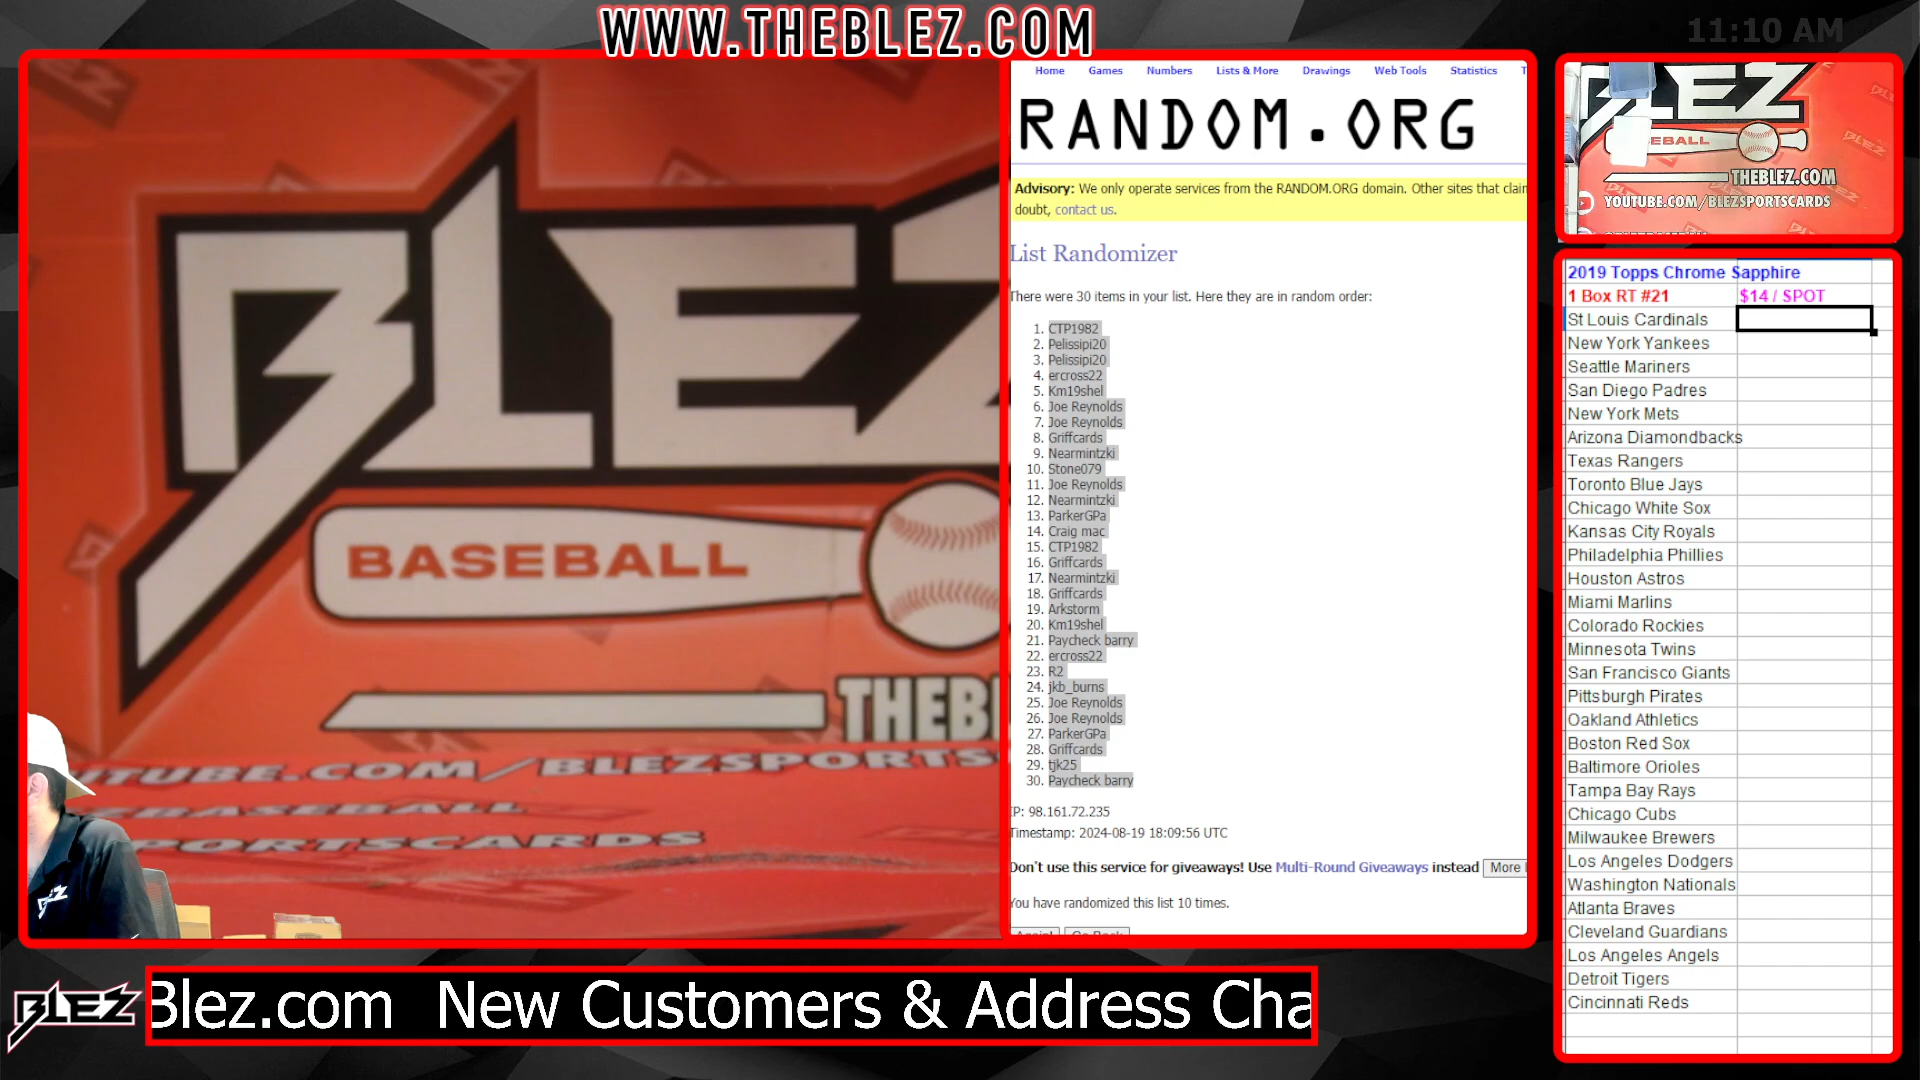 WWW.THEBLEZ.COM
11:10 AM
BLEZ
BASEBALL
THEB
YOUTUBE.COM/BLEZSPORTS
Home Games Numbers Lists & More Drawings Web Tools Statistics T
RANDOM.ORG
Advisory: We only operate services from the RANDOM.ORG domain. Other sites that clain
doubt, contact us.
List Randomizer
There were 30 items in your list. Here they are in random order:
1. CTP1982
2. Pelissipi20
3. Pelissipi20
4. ercross22
5. Km19shel
6. Joe Reynolds
7. Joe Reynolds
8. Griffcards
9. Nearmintzki
10. Stone079
11. Joe Reynolds
12. Nearmintzki
13. ParkerGPa
14. Craig mac
15. CTP1982
16. Griffcards
17. Nearmintzki
18. Griffcards
19. Arkstorm
20. Km19shel
21. Paycheck barry
22. ercross22
23. R2
24. jkb_burns
25. Joe Reynolds
26. Joe Reynolds
27. ParkerGPa
28. Griffcards
29. tjk25
30. Paycheck barry
IP: 98.161.72.235
Timestamp: 2024-08-19 18:09:56 UTC
Don't use this service for giveaways! Use Multi-Round Giveaways instead More
You have randomized this list 10 times.
BLEZ
EBALL
THEBLEZ.COM
YOUTUBE.COM/BLEZSPORTSCARDS
2019 Topps Chrome Sapphire
1 Box RT #21 $14 / SPOT
St Louis Cardinals
New York Yankees
Seattle Mariners
San Diego Padres
New York Mets
Arizona Diamondbacks
Texas Rangers
Toronto Blue Jays
Chicago White Sox
Kansas City Royals
Philadelphia Phillies
Houston Astros
Miami Marlins
Colorado Rockies
Minnesota Twins
San Francisco Giants
Pittsburgh Pirates
Oakland Athletics
Boston Red Sox
Baltimore Orioles
Tampa Bay Rays
Chicago Cubs
Milwaukee Brewers
Los Angeles Dodgers
Washington Nationals
Atlanta Braves
Cleveland Guardians
Los Angeles Angels
Detroit Tigers
Cincinnati Reds
BLEZ
Blez.com New Customers & Address Cha